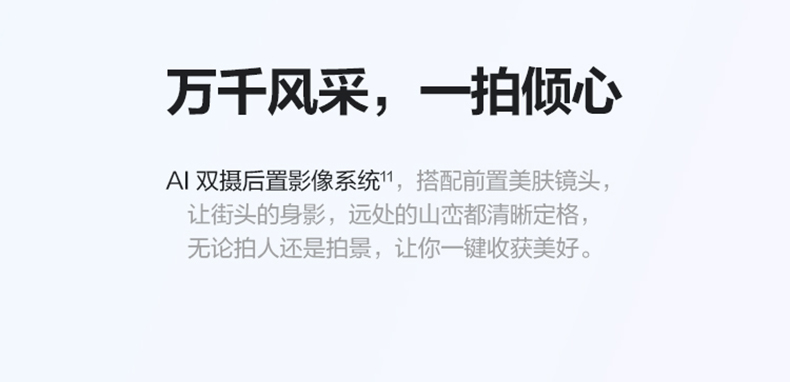 万千风采，一拍倾心
AI 双摄后置影像系统¹¹，搭配前置美肤镜头，
让街头的身影，远处的山峦都清晰定格，
无论拍人还是拍景，让你一键收获美好。